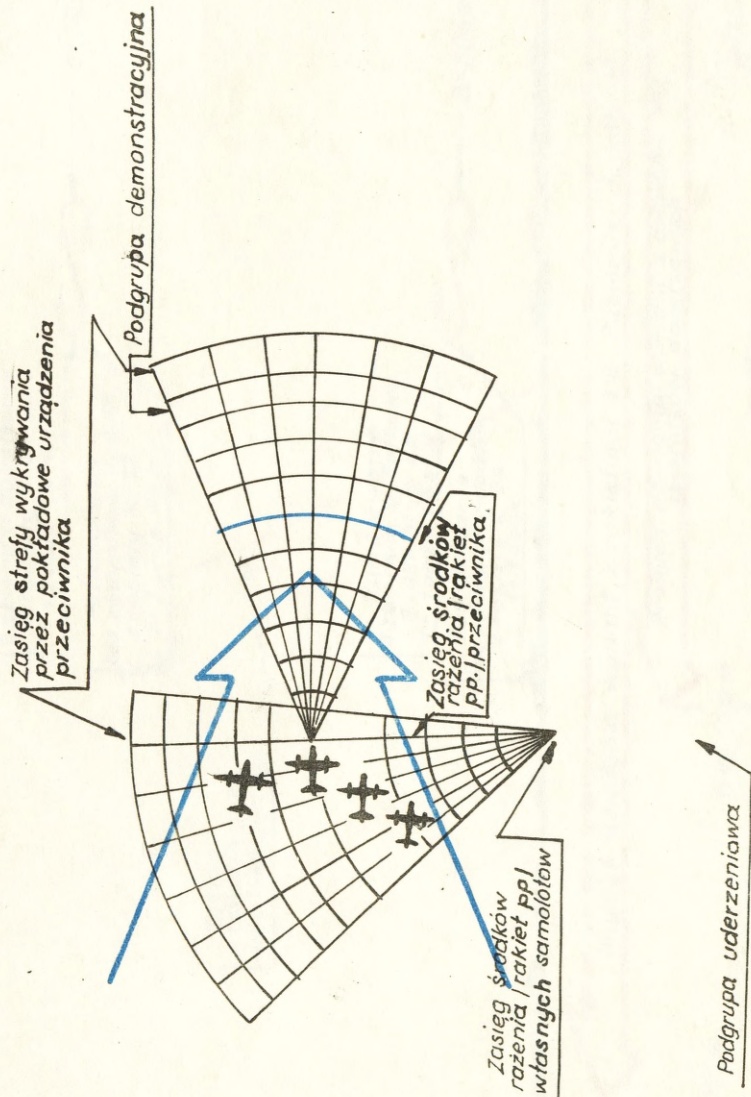 Zasięg strefy wykrywania
przez pokładowe urządzenia
przeciwnika
Podgrupa demonstracyjna
Zasięg środków
rażenia/rakiet
pp./przeciwnika
Zasięg środków
rażenia/rakiet pp/
własnych samolotow
Podgrupa uderzeniowa